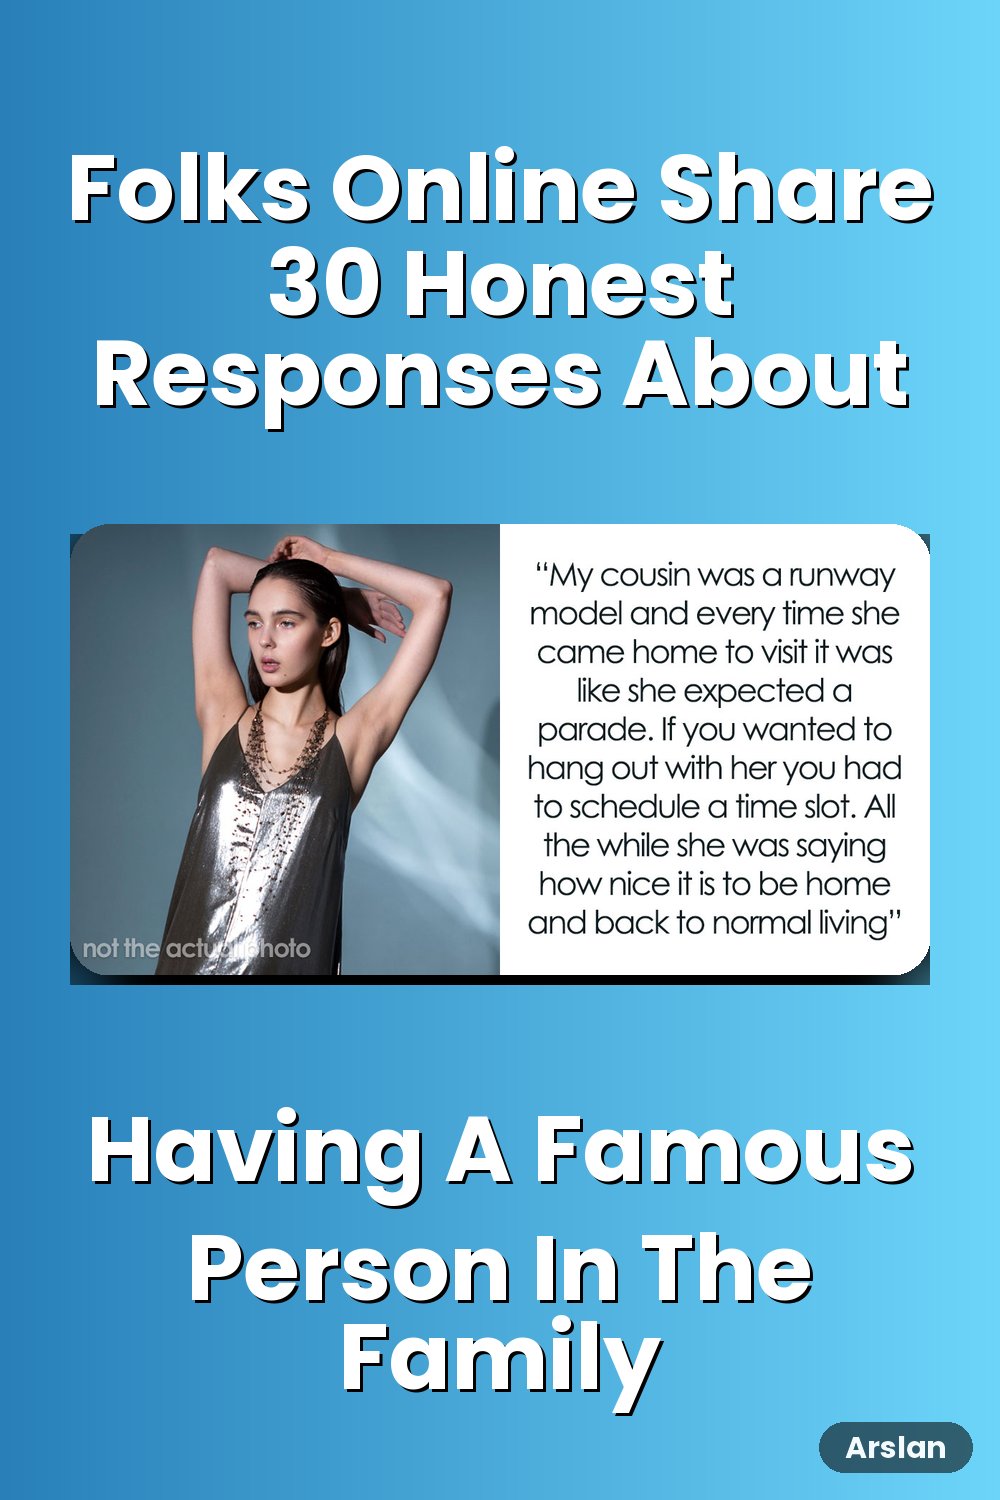 Folks Online Share
30 Honest
Responses About
“My cousin was a runway
model and every time she
came home to visit it was
like she expected a
parade. If you wanted to
hang out with her you had
to schedule a time slot. All
the while she was saying
how nice it is to be home
and back to normal living”
not the actual photo
Having A Famous
Person In The
Family
Arslan